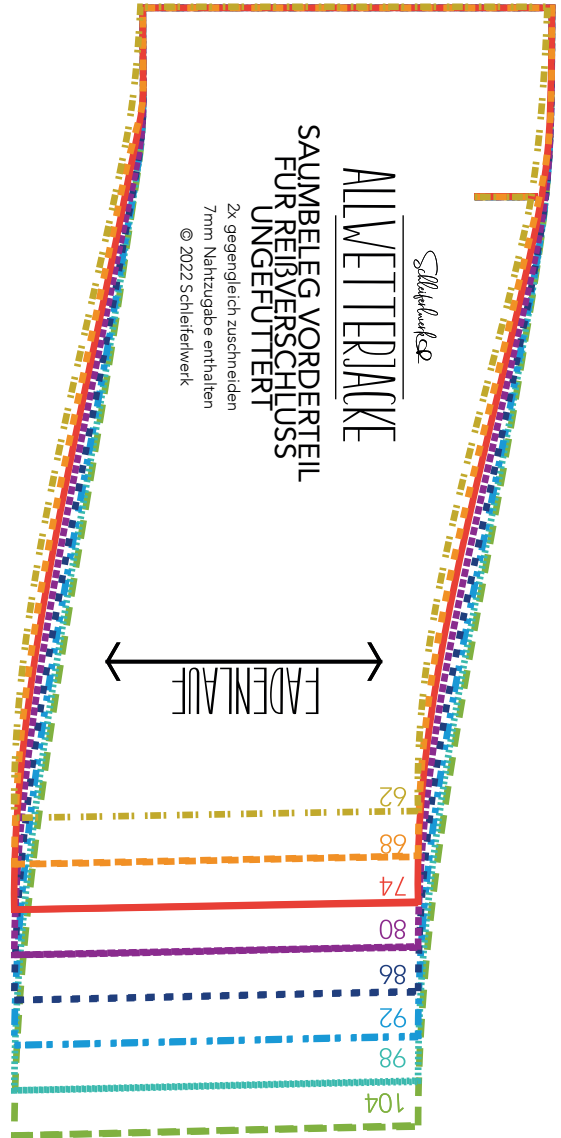 Schleiferlwerk
ALLWETTERJACKE
SAUMBELEG VORDERTEIL
FÜR REIßVERSCHLUSS
UNGEFÜTTERT
2x gegengleich zuschneiden
7mm Nahtzugabe enthalten
© 2022 Schleiferlwerk
FADENLAUF
62
68
74
80
86
92
98
104